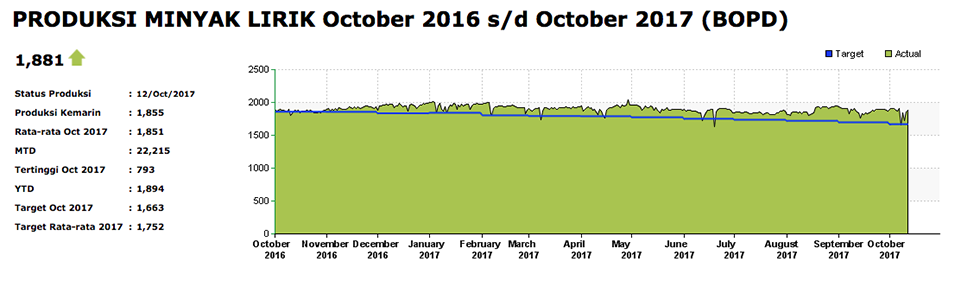 PRODUKSI MINYAK LIRIK October 2016 s/d October 2017 (BOPD)
1,881
Status Produksi : 12/Oct/2017
Produksi Kemarin : 1,855
Rata-rata Oct 2017 : 1,851
MTD : 22,215
Tertinggi Oct 2017 : 793
YTD : 1,894
Target Oct 2017 : 1,663
Target Rata-rata 2017 : 1,752
Target Actual
2500
2000
1500
1000
500
0
October November December January February March April May June July August September October
2016 2016 2016 2017 2017 2017 2017 2017 2017 2017 2017 2017 2017